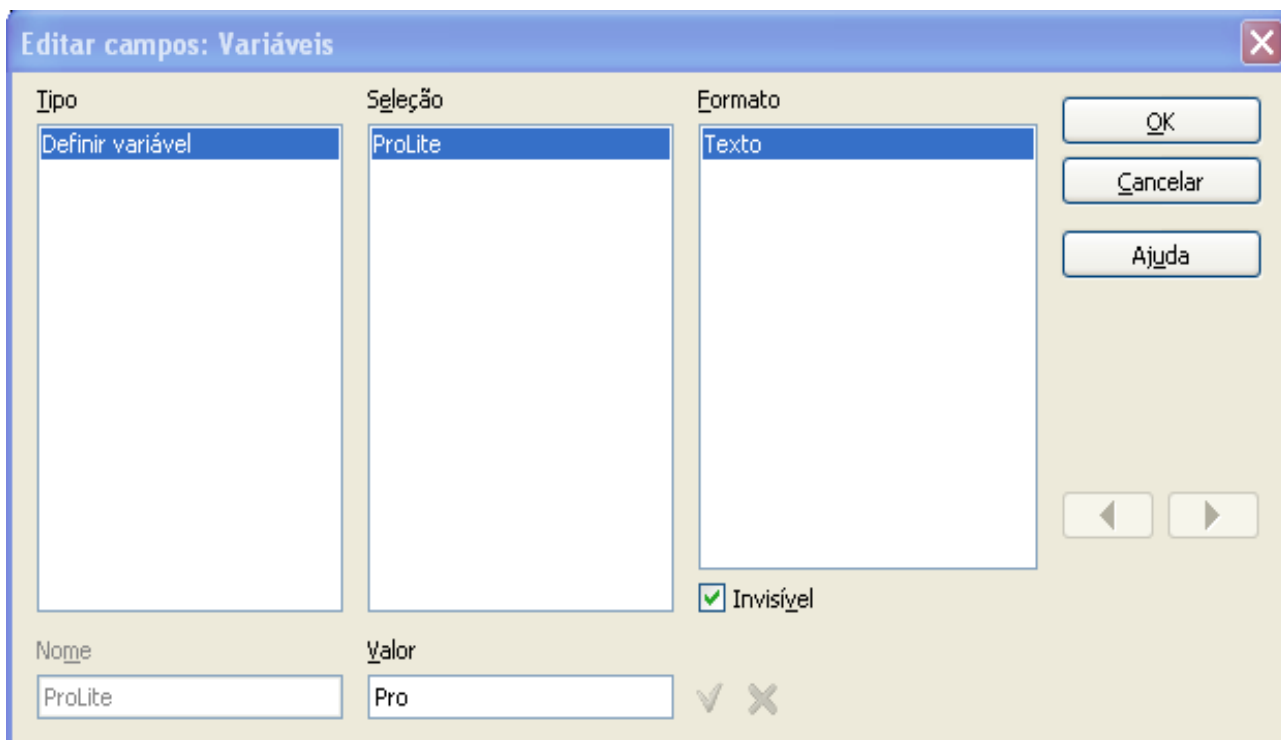 Editar campos: Variáveis
Tipo
Seleção
Formato
Definir variável
ProLite
Texto
OK
Cancelar
Ajuda
Invisível
Nome
Valor
ProLite
Pro